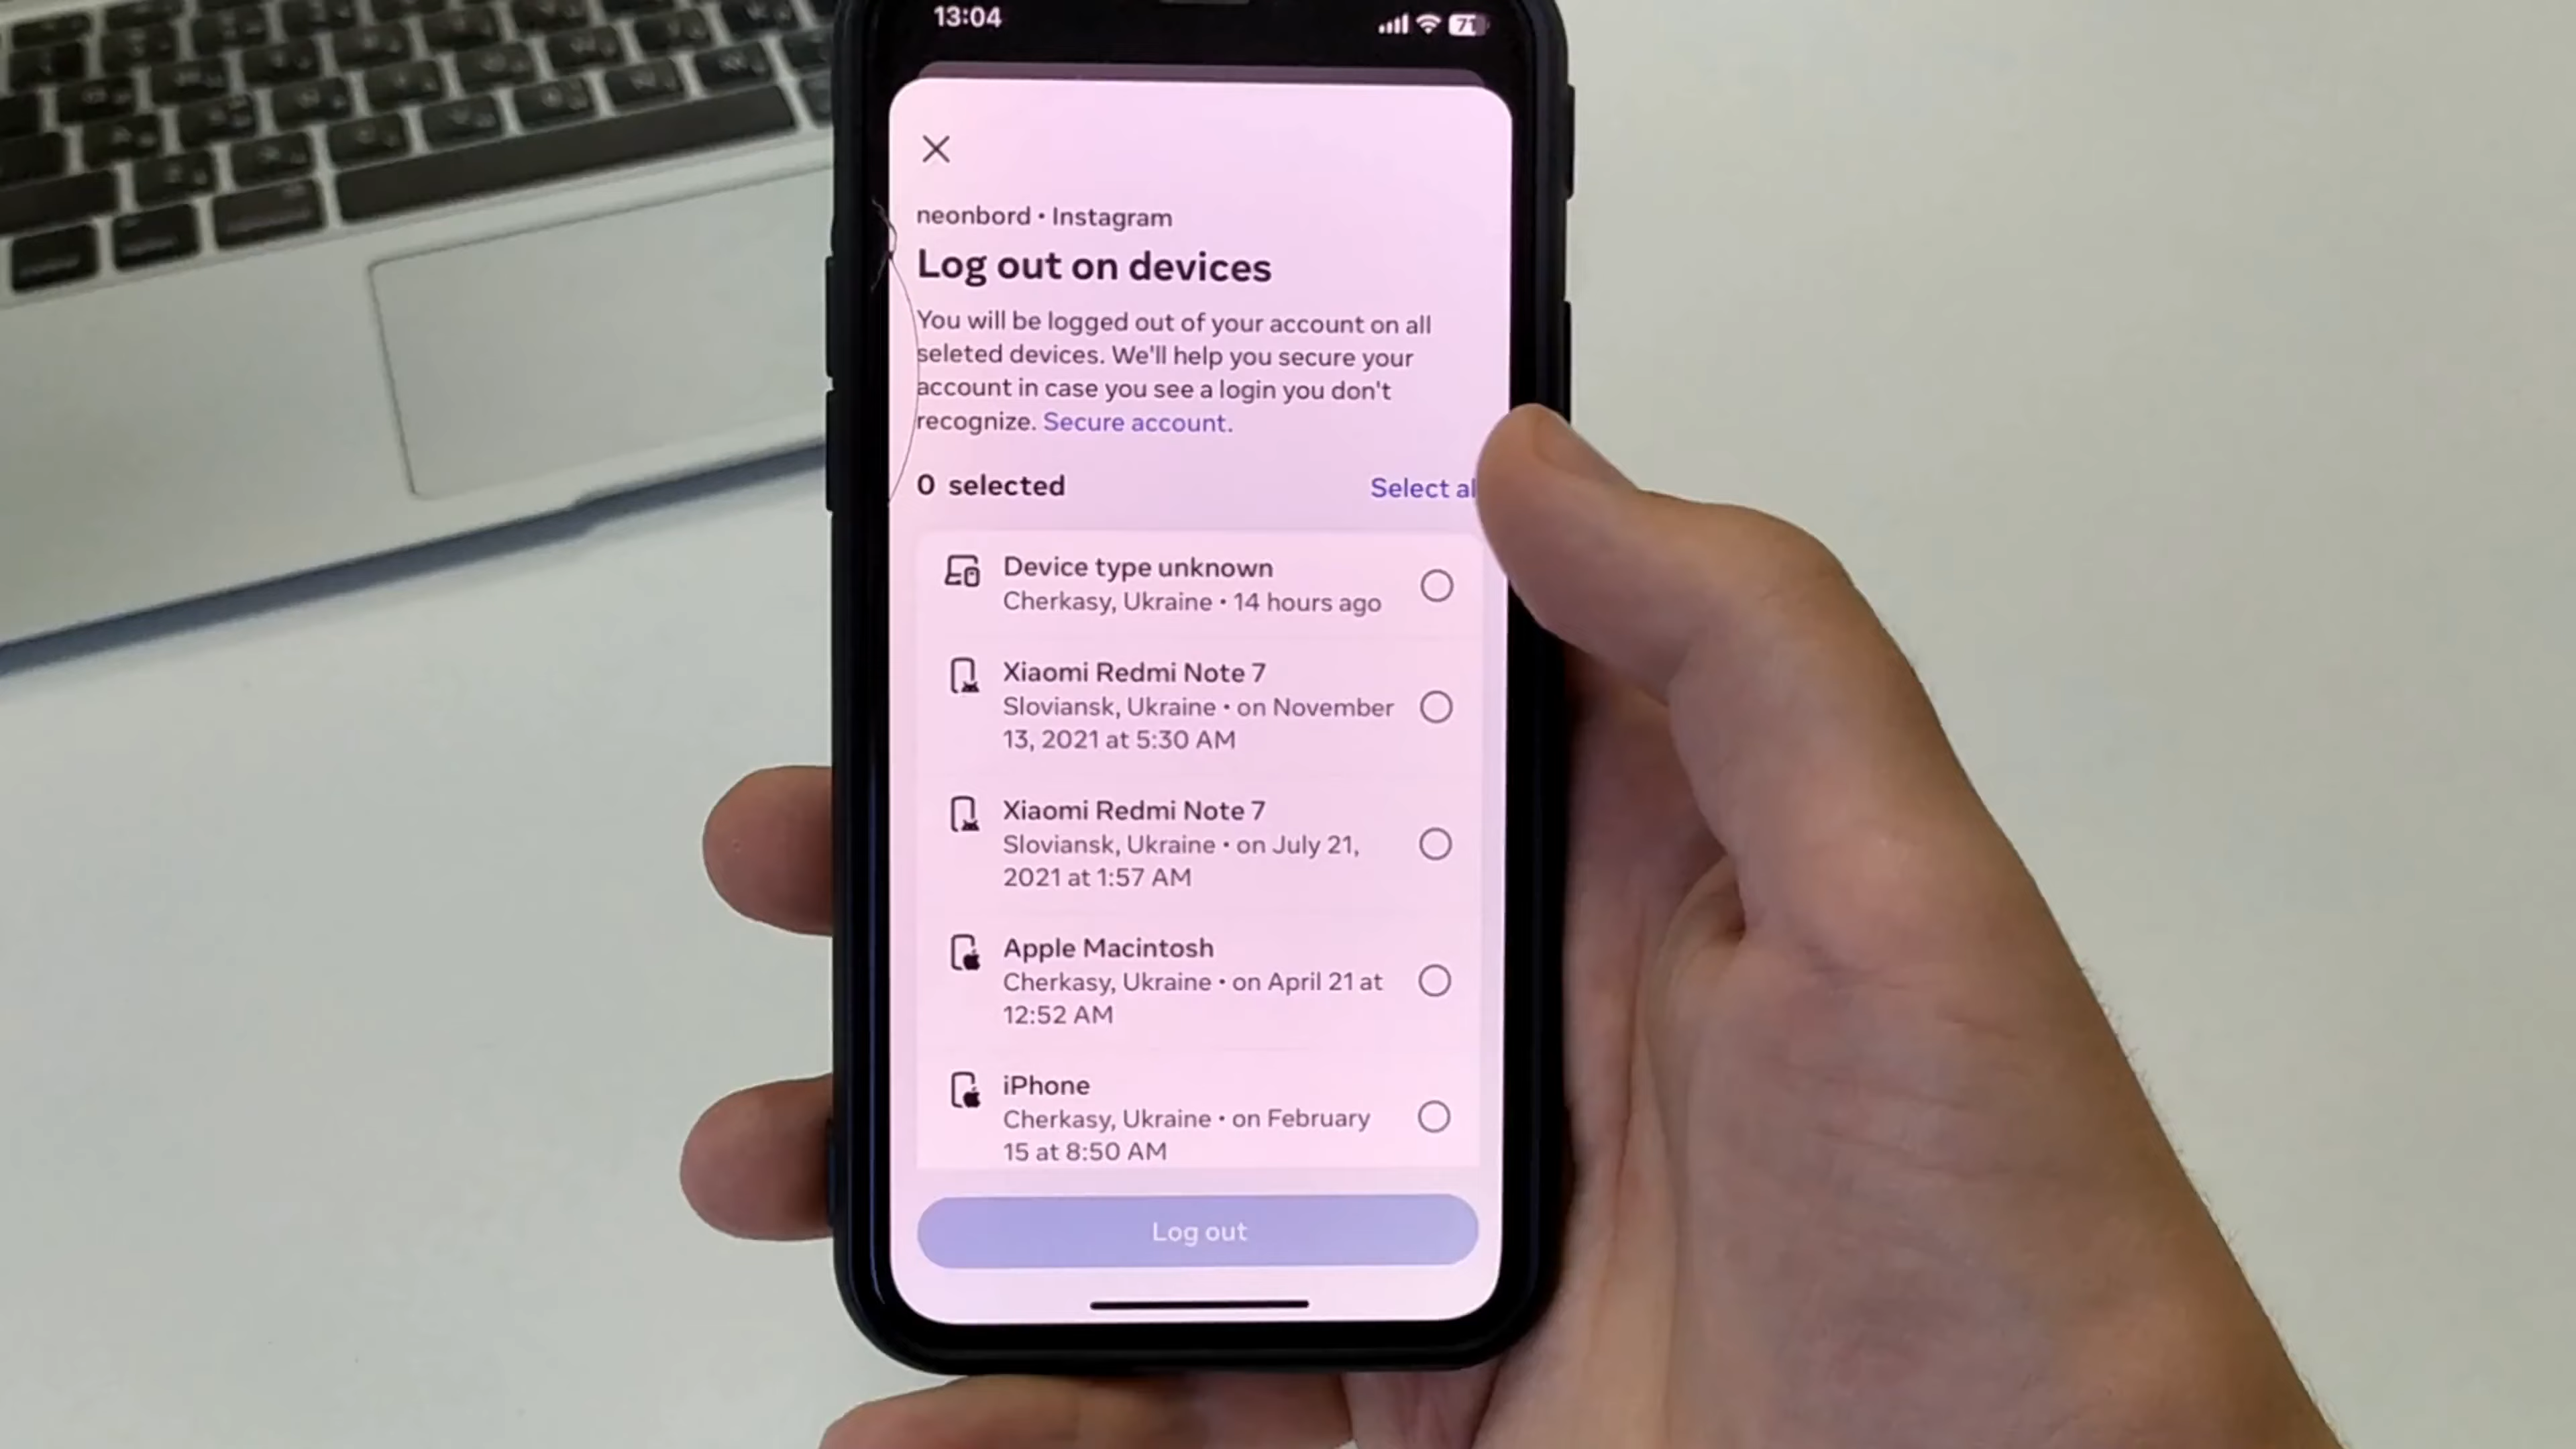 13:04
71
neonbord • Instagram
Log out on devices
You will be logged out of your account on all
seleted devices. We'll help you secure your
account in case you see a login you don't
recognize. Secure account.
0 selected
Select al
Device type unknown
Cherkasy, Ukraine • 14 hours ago
Xiaomi Redmi Note 7
Sloviansk, Ukraine • on November
13, 2021 at 5:30 AM
Xiaomi Redmi Note 7
Sloviansk, Ukraine • on July 21,
2021 at 1:57 AM
Apple Macintosh
Cherkasy, Ukraine • on April 21 at
12:52 AM
iPhone
Cherkasy, Ukraine • on February
15 at 8:50 AM
Log out